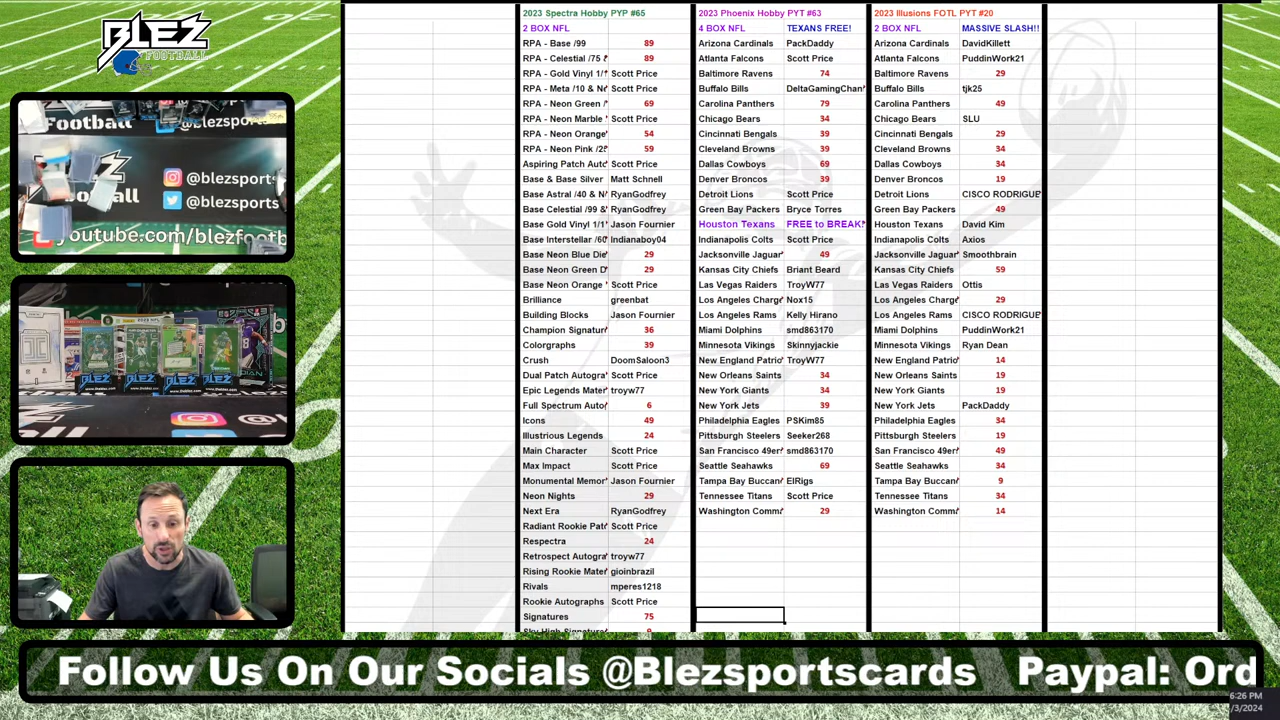 BLEZ
FOOTBALL
Football
@blezsports
@blezsports
youtube.com/blezfootb
2023 Spectra Hobby PYP #65
2 BOX NFL
RPA - Base /99 89
RPA - Celestial /75 89
RPA - Gold Vinyl 1/ Scott Price
RPA - Meta /10 & Scott Price
RPA - Neon Green 69
RPA - Neon Marble Scott Price
RPA - Neon Orange 54
RPA - Neon Pink 59
Aspiring Patch Scott Price
Base & Base Silver Matt Schnell
Base Astral /40 & RyanGodfrey
Base Celestial /99 & RyanGodfrey
Base Gold Vinyl Jason Fournier
Base Interstellar Indianaboy04
Base Neon Blue 29
Base Neon Green 29
Base Neon Orange Scott Price
Brilliance greenbat
Building Blocks Jason Fournier
Champion Signatur 36
Colorgraphs 39
Crush DoomSaloon3
Dual Patch Autogra Scott Price
Epic Legends Mater troyw77
Full Spectrum 6
Icons 49
Illustrious Legends 24
Main Character Scott Price
Max Impact Scott Price
Monumental Memor Jason Fournier
Neon Nights 29
Next Era RyanGodfrey
Radiant Rookie Scott Price
Respectra 24
Retrospect Autogra troyw77
Rising Rookie Mater gioinbrazil
Rivals mperes1218
Rookie Autographs Scott Price
Signatures 75
Sky High Signatur
2023 Phoenix Hobby PYT #63
4 BOX NFL TEXANS FREE!
Arizona Cardinals PackDaddy
Atlanta Falcons Scott Price
Baltimore Ravens 74
Buffalo Bills DeltaGamingChan
Carolina Panthers 79
Chicago Bears 34
Cincinnati Bengals 39
Cleveland Browns 39
Dallas Cowboys 69
Denver Broncos 39
Detroit Lions Scott Price
Green Bay Packers Bryce Torres
Houston Texans FREE to BREAK!
Indianapolis Colts Scott Price
Jacksonville Jaguar 49
Kansas City Chiefs Briant Beard
Las Vegas Raiders TroyW77
Los Angeles Charge Nox15
Los Angeles Rams Kelly Hirano
Miami Dolphins smd863170
Minnesota Vikings Skinnyjackie
New England Patrio TroyW77
New Orleans Saints 34
New York Giants 34
New York Jets 39
Philadelphia Eagles PSKim85
Pittsburgh Steelers Seeker268
San Francisco 49er smd863170
Seattle Seahawks 69
Tampa Bay Buccan ElRigs
Tennessee Titans Scott Price
Washington Comm 29
2023 Illusions FOTL PYT #20
2 BOX NFL MASSIVE SLASH!!
Arizona Cardinals DavidKillett
Atlanta Falcons PuddinWork21
Baltimore Ravens 29
Buffalo Bills tjk25
Carolina Panthers 49
Chicago Bears SLU
Cincinnati Bengals 29
Cleveland Browns 34
Dallas Cowboys 34
Denver Broncos 19
Detroit Lions CISCO RODRIGUE
Green Bay Packers 49
Houston Texans David Kim
Indianapolis Colts Axios
Jacksonville Jaguar Smoothbrain
Kansas City Chiefs 59
Las Vegas Raiders Ottis
Los Angeles Charge 29
Los Angeles Rams CISCO RODRIGUE
Miami Dolphins PuddinWork21
Minnesota Vikings Ryan Dean
New England Patrio 14
New Orleans Saints 19
New York Giants 19
New York Jets PackDaddy
Philadelphia Eagles 34
Pittsburgh Steelers 19
San Francisco 49er 49
Seattle Seahawks 34
Tampa Bay Buccan 9
Tennessee Titans 34
Washington Comm 14
Follow Us On Our Socials @Blezsportscards Paypal: Ord
6:26 PM
/3/2024